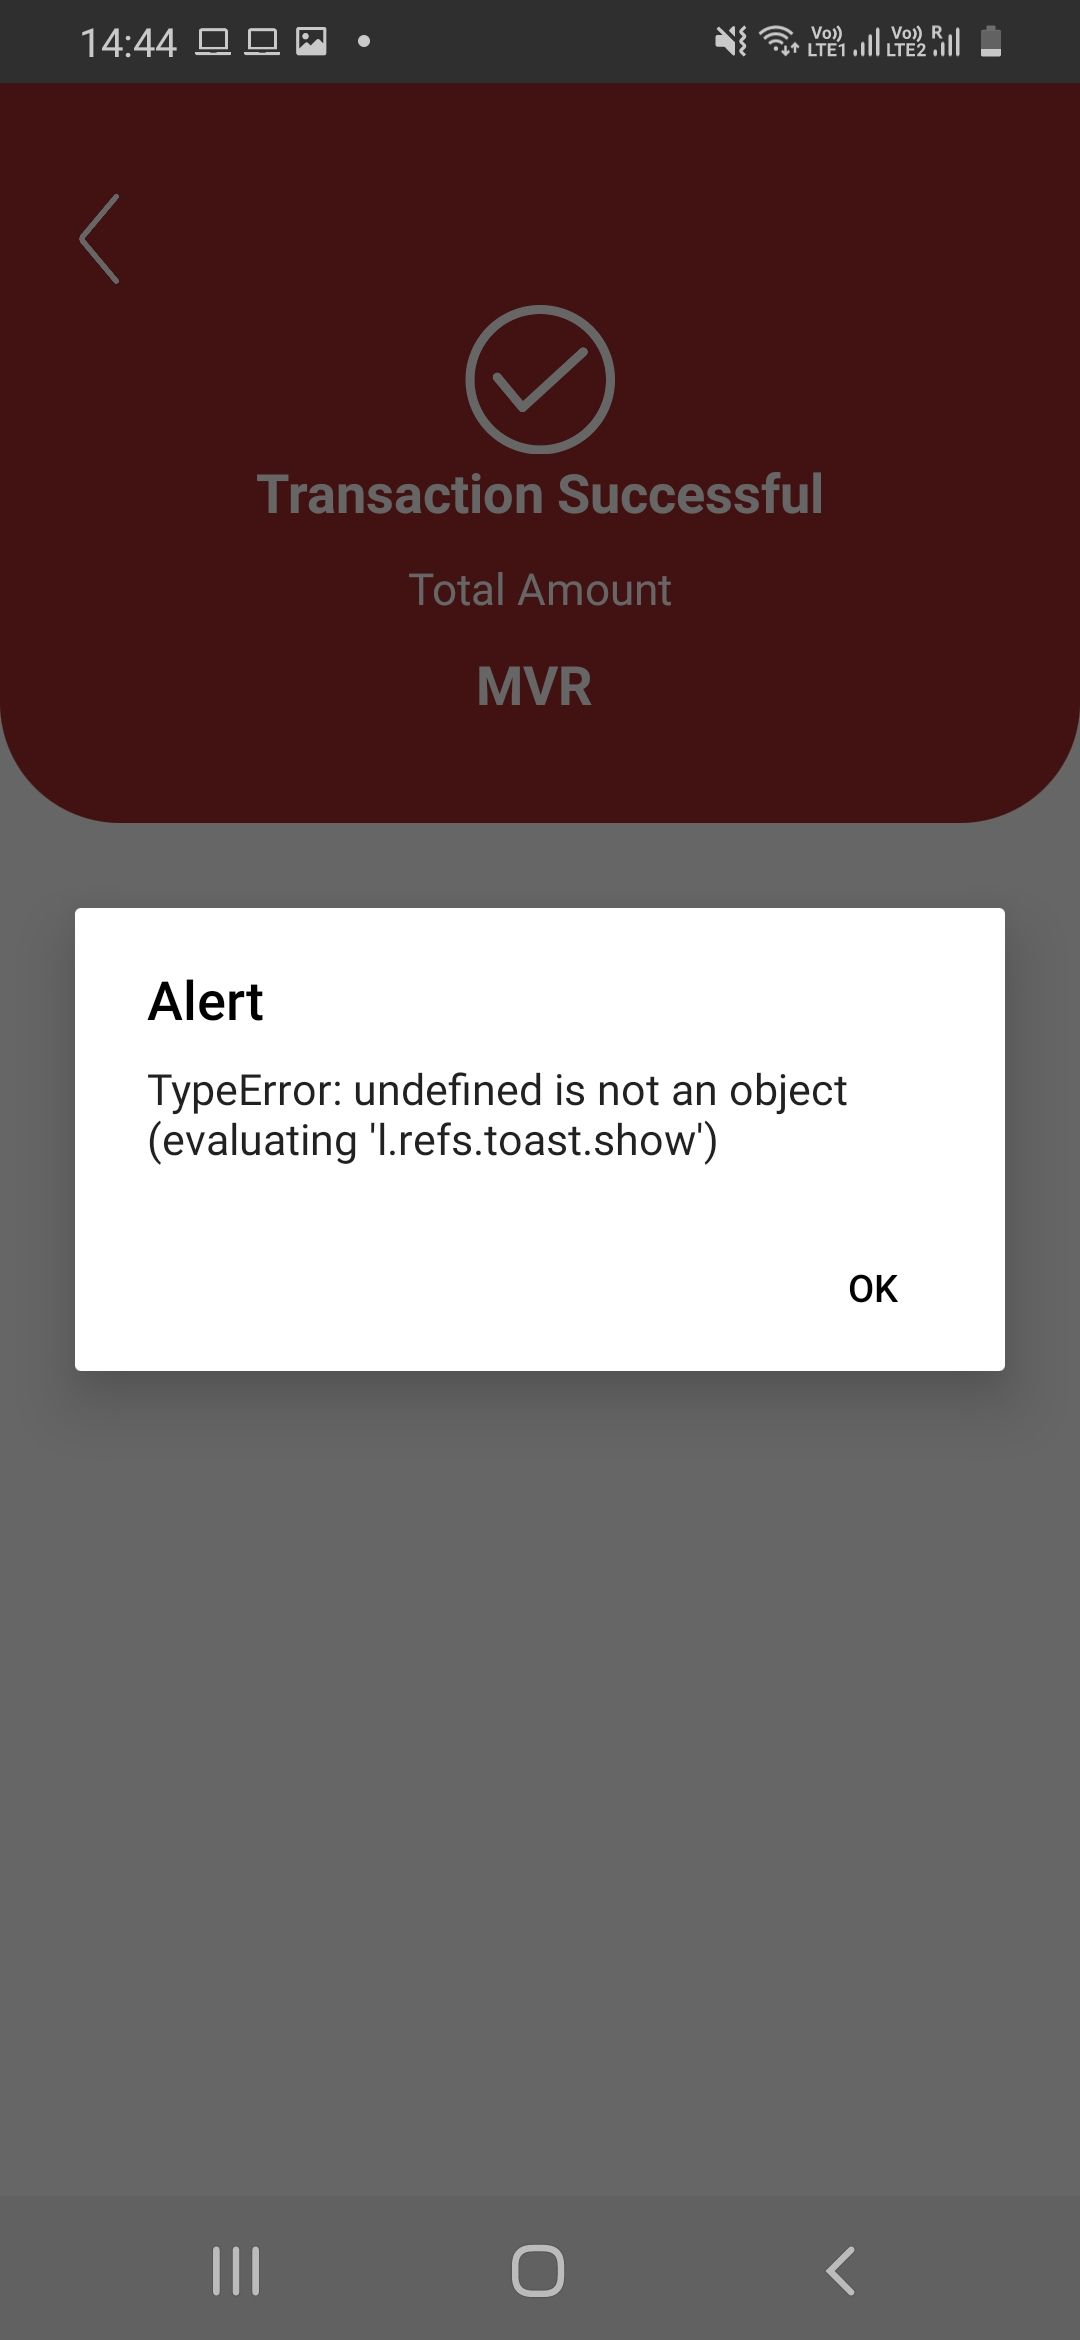 14:44
Vo)) LTE1 Vo)) LTE2 R
Transaction Successful
Total Amount
MVR
Alert
TypeError: undefined is not an object
(evaluating 'l.refs.toast.show')
OK